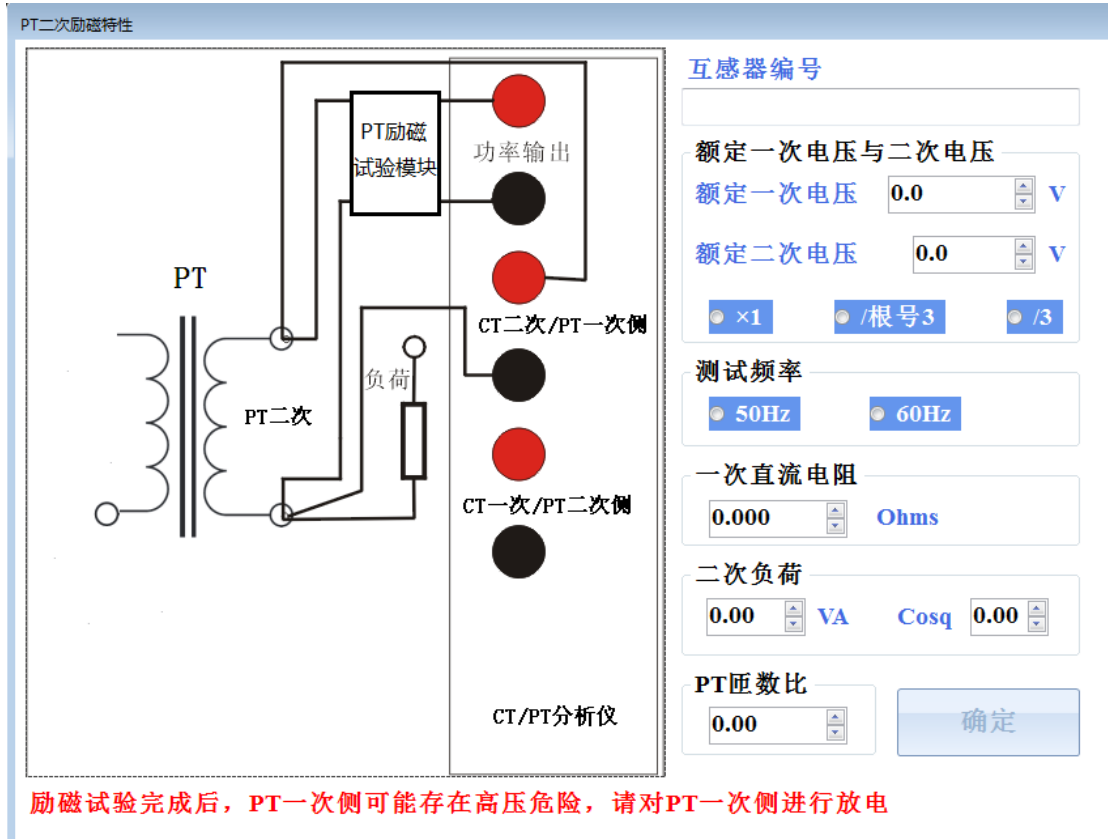 PT二次励磁特性
PT励磁
试验模块
功率输出
PT
CT二次/PT一次侧
负荷
PT二次
CT一次/PT二次侧
CT/PT分析仪
互感器编号
额定一次电压与二次电压
额定一次电压 0.0 V
额定二次电压 0.0 V
×1 /根号3 /3
测试频率
50Hz 60Hz
一次直流电阻
0.000 Ohms
二次负荷
0.00 VA Cosq 0.00
PT匝数比
0.00 确定
励磁试验完成后，PT一次侧可能存在高压危险，请对PT一次侧进行放电